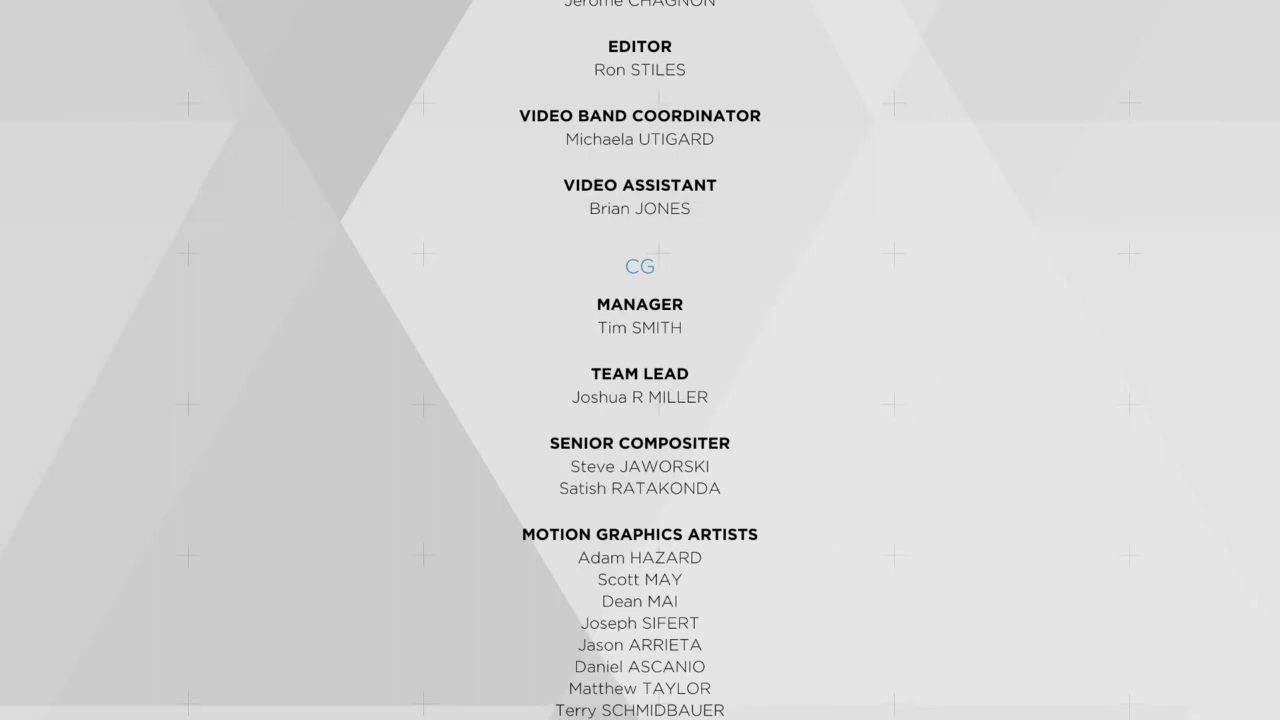 Jerome CHAGNON
EDITOR
Ron STILES
VIDEO BAND COORDINATOR
Michaela UTIGARD
VIDEO ASSISTANT
Brian JONES
CG
MANAGER
Tim SMITH
TEAM LEAD
Joshua R MILLER
SENIOR COMPOSITER
Steve JAWORSKI
Satish RATAKONDA
MOTION GRAPHICS ARTISTS
Adam HAZARD
Scott MAY
Dean MAI
Joseph SIFERT
Jason ARRIETA
Daniel ASCANIO
Matthew TAYLOR
Terry SCHMIDBAUER